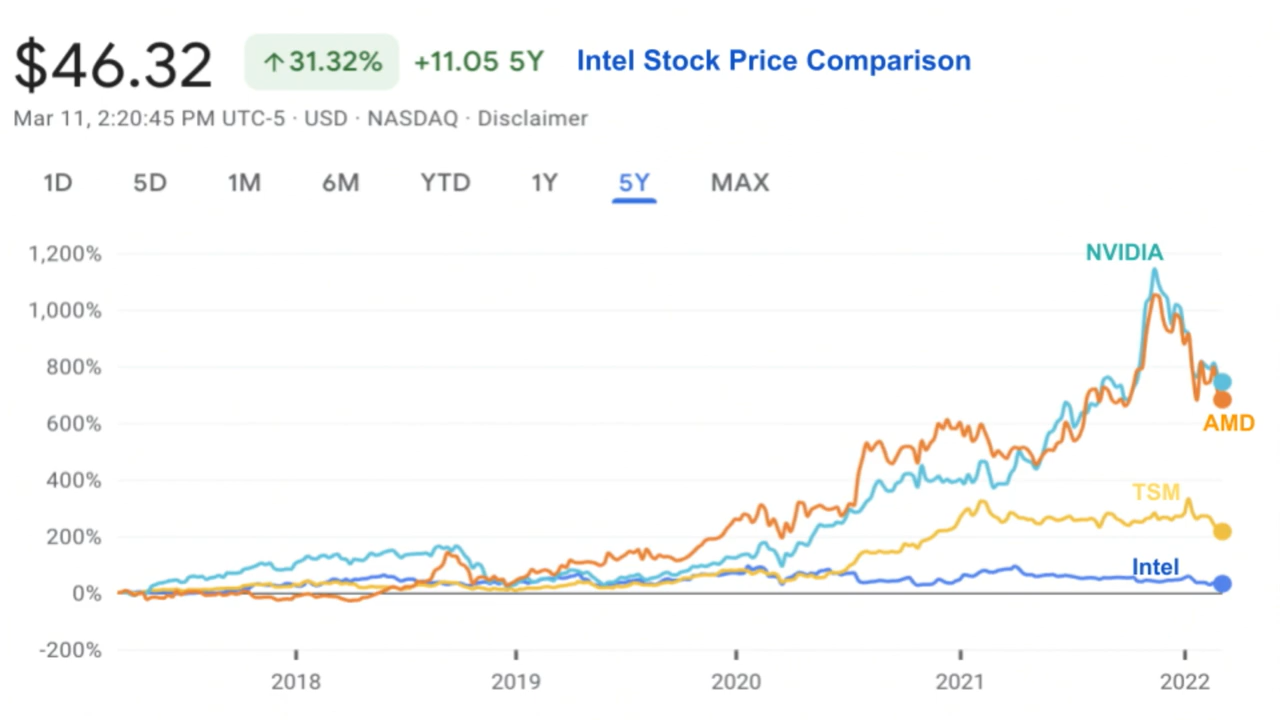 $46.32 ↑31.32% +11.05 5Y Intel Stock Price Comparison
Mar 11, 2:20:45 PM UTC-5 · USD · NASDAQ · Disclaimer
1D 5D 1M 6M YTD 1Y 5Y MAX
1,200%
NVIDIA
1,000%
800%
600%
AMD
400%
TSM
200%
Intel
0%
-200%
2018 2019 2020 2021 2022